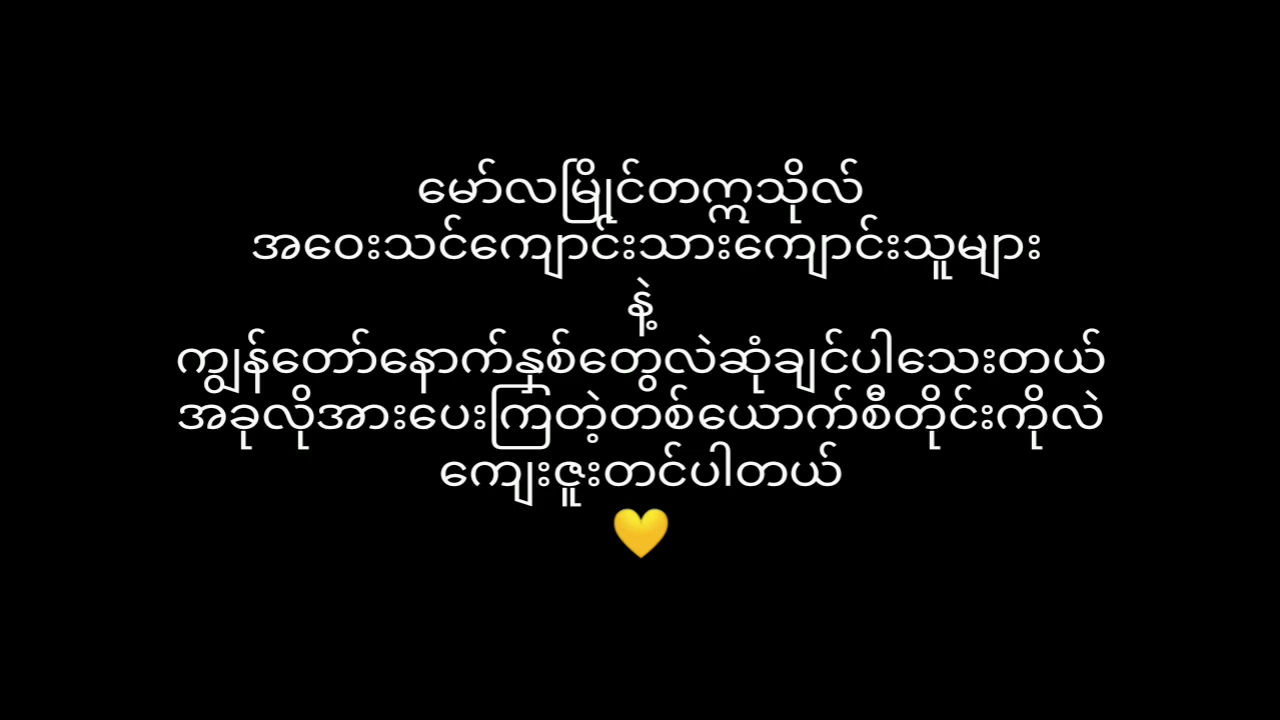 မော်လမြိုင်တက္ကသိုလ်
အဝေးသင်ကျောင်းသားကျောင်းသူများ
နဲ့
ကျွန်တော်နောက်နှစ်တွေလဲဆုံချင်ပါသေးတယ်
အခုလိုအားပေးကြတဲ့တစ်ယောက်စီတိုင်းကိုလဲ
ကျေးဇူးတင်ပါတယ်
💛